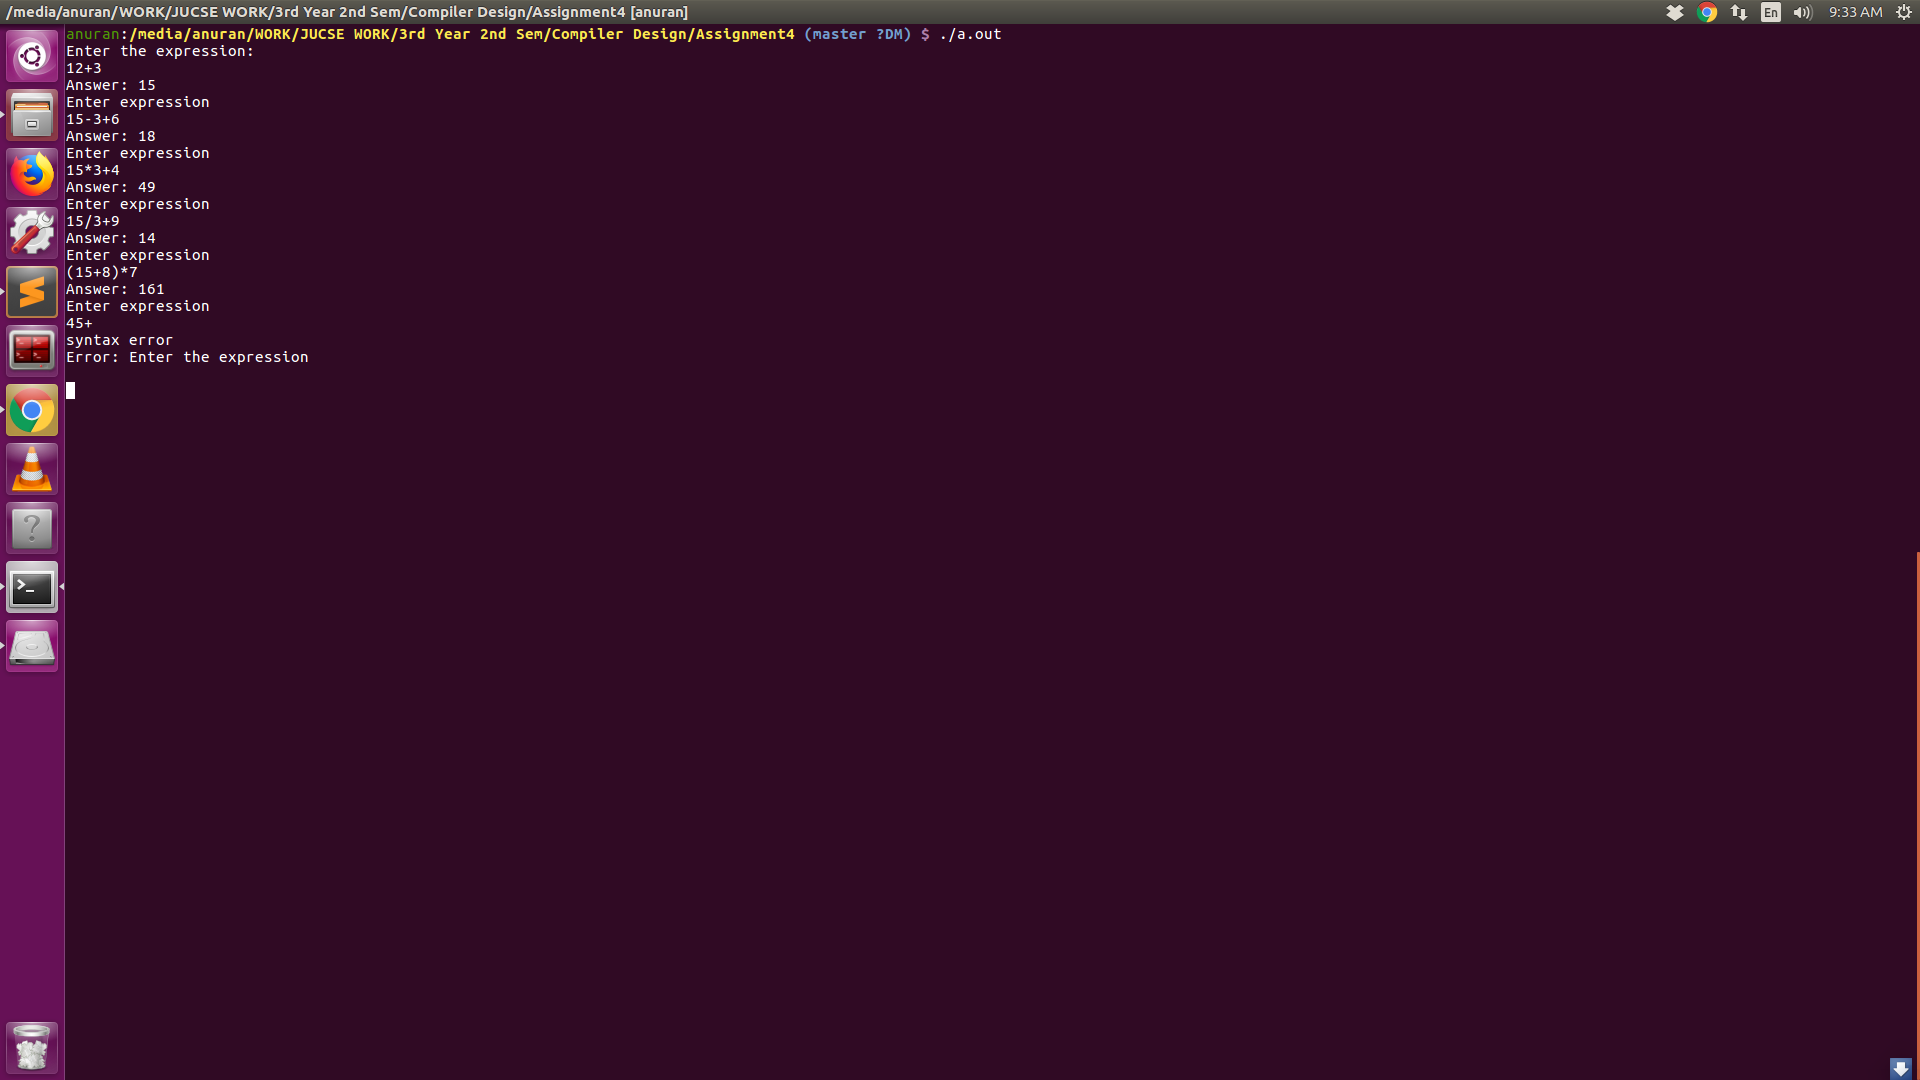 /media/anuran/WORK/JUCSE WORK/3rd Year 2nd Sem/Compiler Design/Assignment4 [anuran]
En
9:33 AM
anuran:/media/anuran/WORK/JUCSE WORK/3rd Year 2nd Sem/Compiler Design/Assignment4 (master ?DM) $ ./a.out
Enter the expression:
12+3
Answer: 15
Enter expression
15-3+6
Answer: 18
Enter expression
15*3+4
Answer: 49
Enter expression
15/3+9
Answer: 14
Enter expression
(15+8)*7
Answer: 161
Enter expression
45+
syntax error
Error: Enter the expression